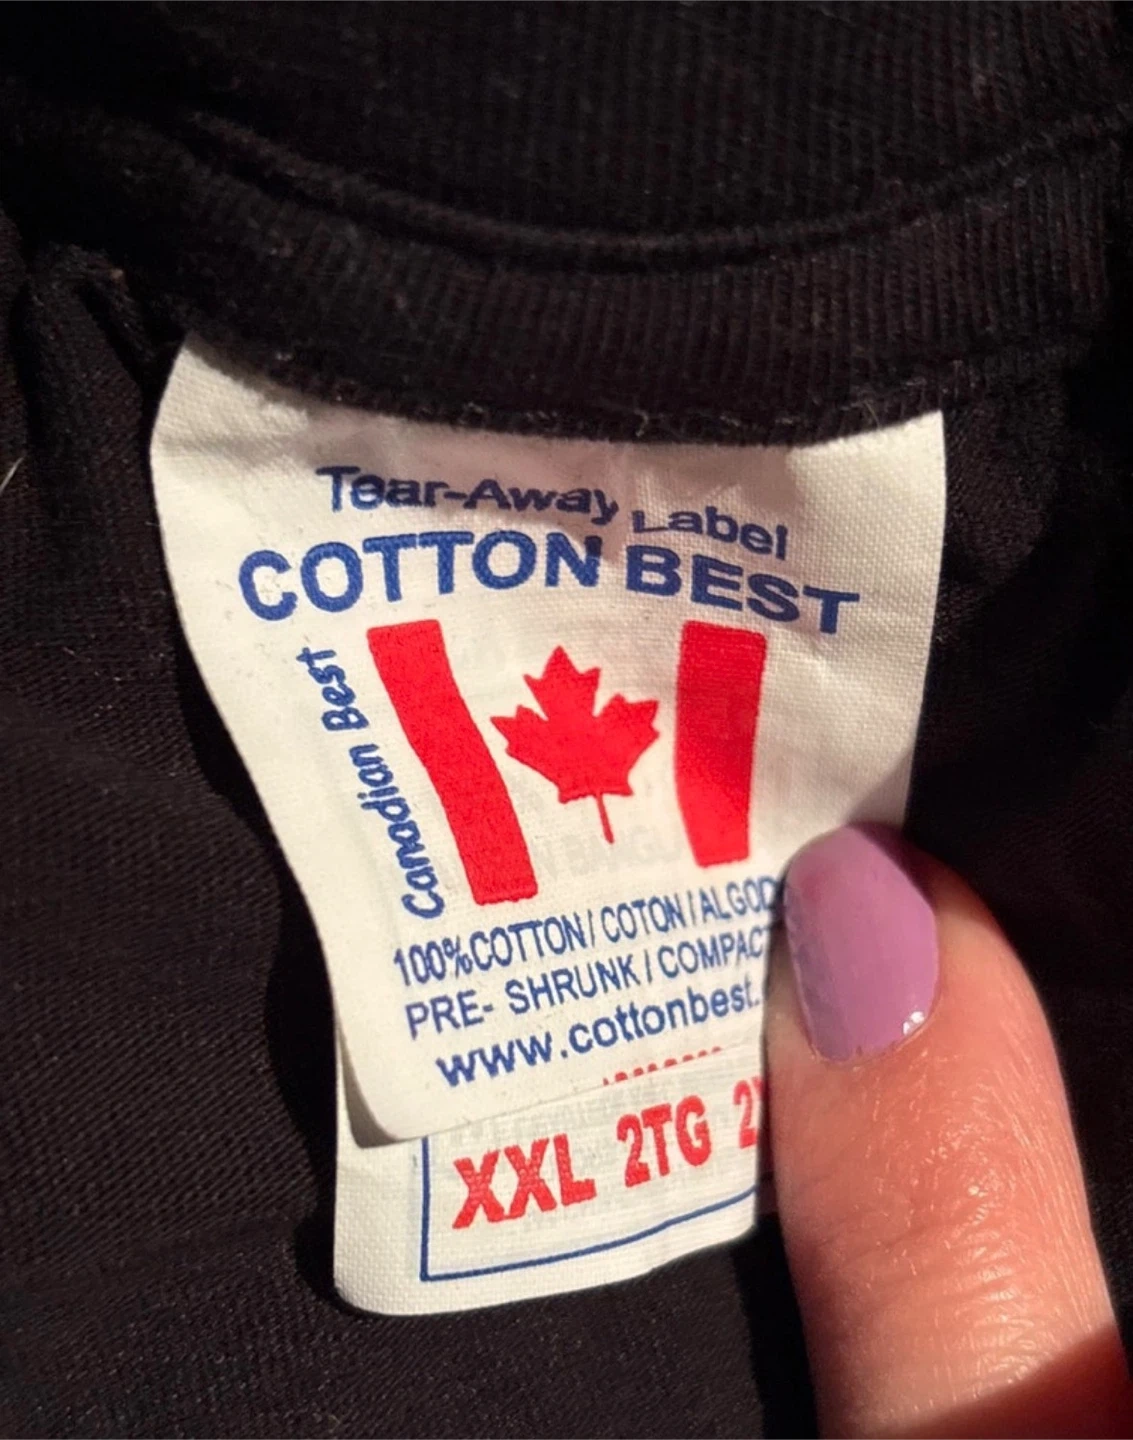 Tear-Away Label
COTTON BEST
Canadian Best
100%COTTON/COTON/ALGOD
PRE- SHRUNK/COMPACT
www.cottonbest.
XXL 2TG